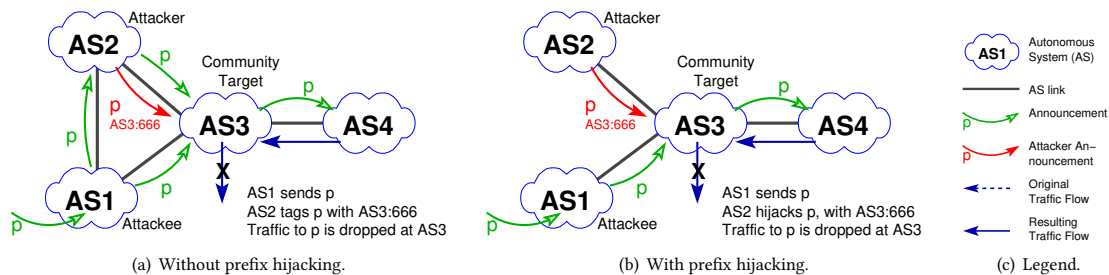 Attacker
AS2
Community
Target
p
p
p
AS3:666
p
AS3
AS4
p
X
AS1
p
Attackee
AS1 sends p
AS2 tags p with AS3:666
Traffic to p is dropped at AS3
(a) Without prefix hijacking.
Attacker
AS2
Community
Target
p
p
AS3:666
AS3
AS4
p
X
AS1
p
Attackee
AS1 sends p
AS2 hijacks p, with AS3:666
Traffic to p is dropped at AS3
(b) With prefix hijacking.
AS1
Autonomous
System (AS)
AS link
p
Announcement
p
Attacker An-
nouncement
Original
Traffic Flow
Resulting
Traffic Flow
(c) Legend.